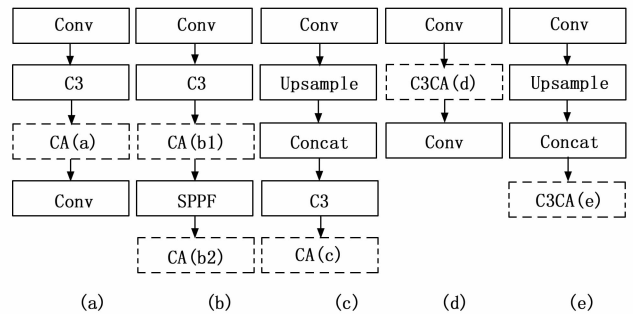 Conv Conv Conv Conv Conv
C3 C3 Upsample C3CA(d) Upsample
CA(a) CA(b1) Concat Conv Concat
Conv SPPF C3 C3CA(e)
CA(b2) CA(c)
(a) (b) (c) (d) (e)